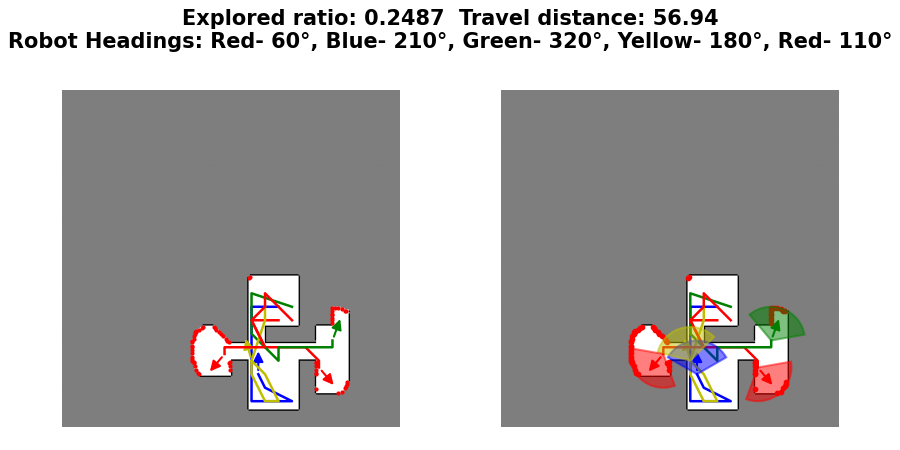 Explored ratio: 0.2487  Travel distance: 56.94
Robot Headings: Red- 60°, Blue- 210°, Green- 320°, Yellow- 180°, Red- 110°